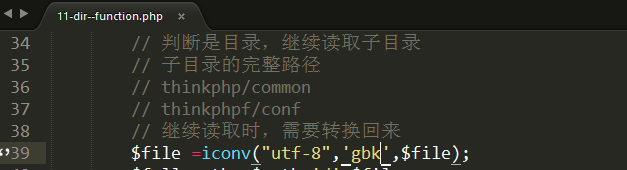 11-dir--function.php ×
34 // 判断是目录，继续读取子目录
35 // 子目录的完整路径
36 // thinkphp/common
37 // thinkphpf/conf
38 // 继续读取时，需要转换回来
39 $file =iconv("utf-8",'gbk',$file);